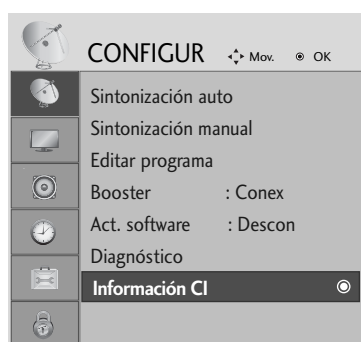 CONFIGUR Mov. OK
Sintonización auto
Sintonización manual
Editar programa
Booster : Conex
Act. software : Descon
Diagnóstico
Información CI